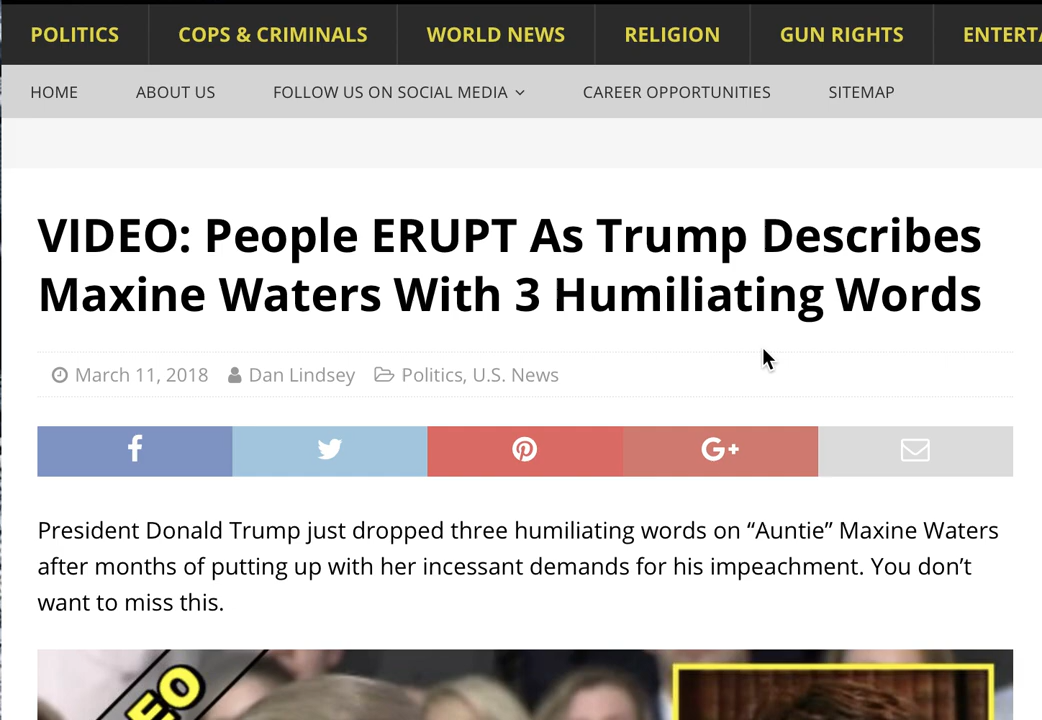 POLITICS COPS & CRIMINALS WORLD NEWS RELIGION GUN RIGHTS ENTERTA
HOME ABOUT US FOLLOW US ON SOCIAL MEDIA CAREER OPPORTUNITIES SITEMAP
VIDEO: People ERUPT As Trump Describes
Maxine Waters With 3 Humiliating Words
March 11, 2018 Dan Lindsey Politics, U.S. News
f G+
President Donald Trump just dropped three humiliating words on “Auntie” Maxine Waters
after months of putting up with her incessant demands for his impeachment. You don’t
want to miss this.
EO